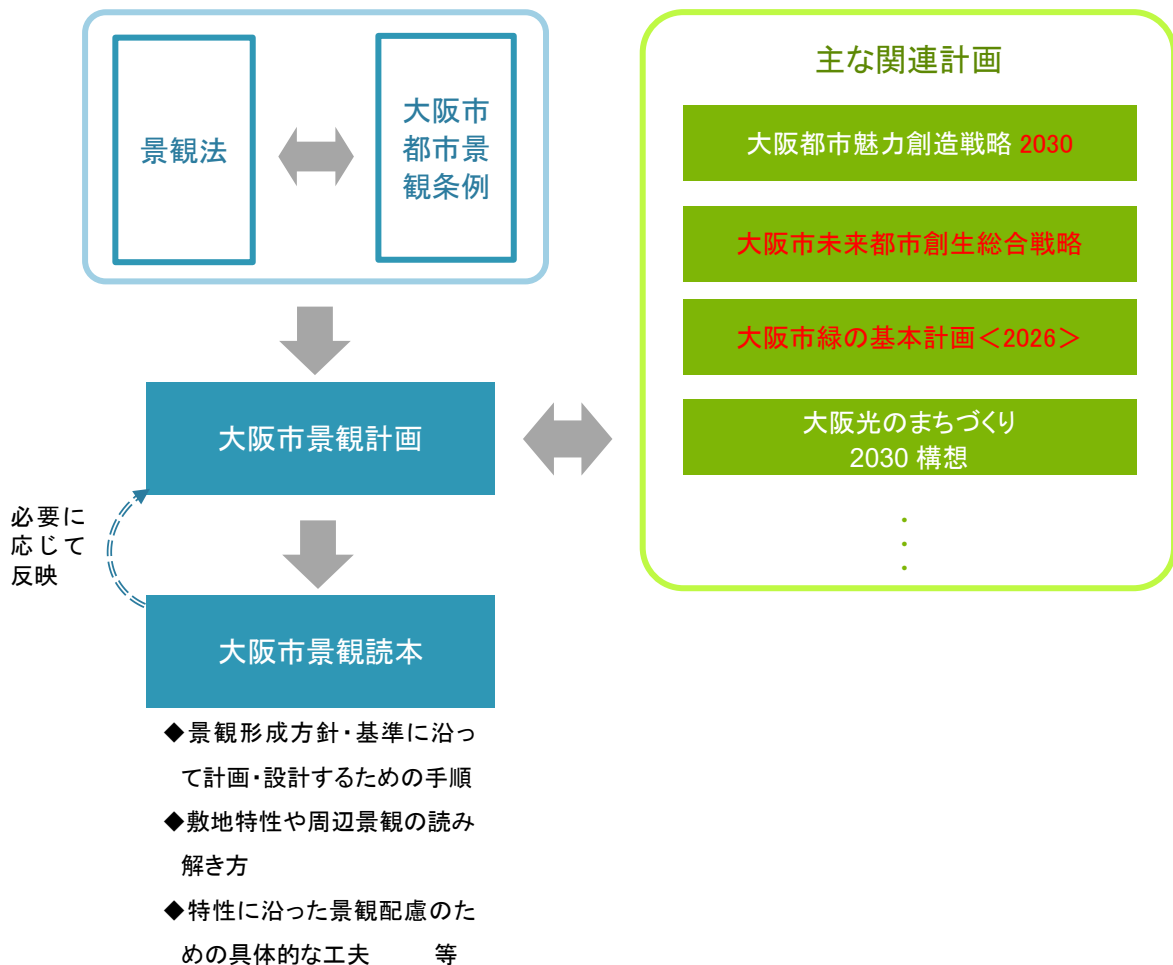 景観法
大阪市
都市景
観条例
大阪市景観計画
必要に
応じて
反映
大阪市景観読本
◆景観形成方針・基準に沿っ
て計画・設計するための手順
◆敷地特性や周辺景観の読み
解き方
◆特性に沿った景観配慮のた
めの具体的な工夫　　等
主な関連計画
大阪都市魅力創造戦略 2030
大阪市未来都市創生総合戦略
大阪市緑の基本計画＜2026＞
大阪光のまちづくり
2030 構想
・
・
・